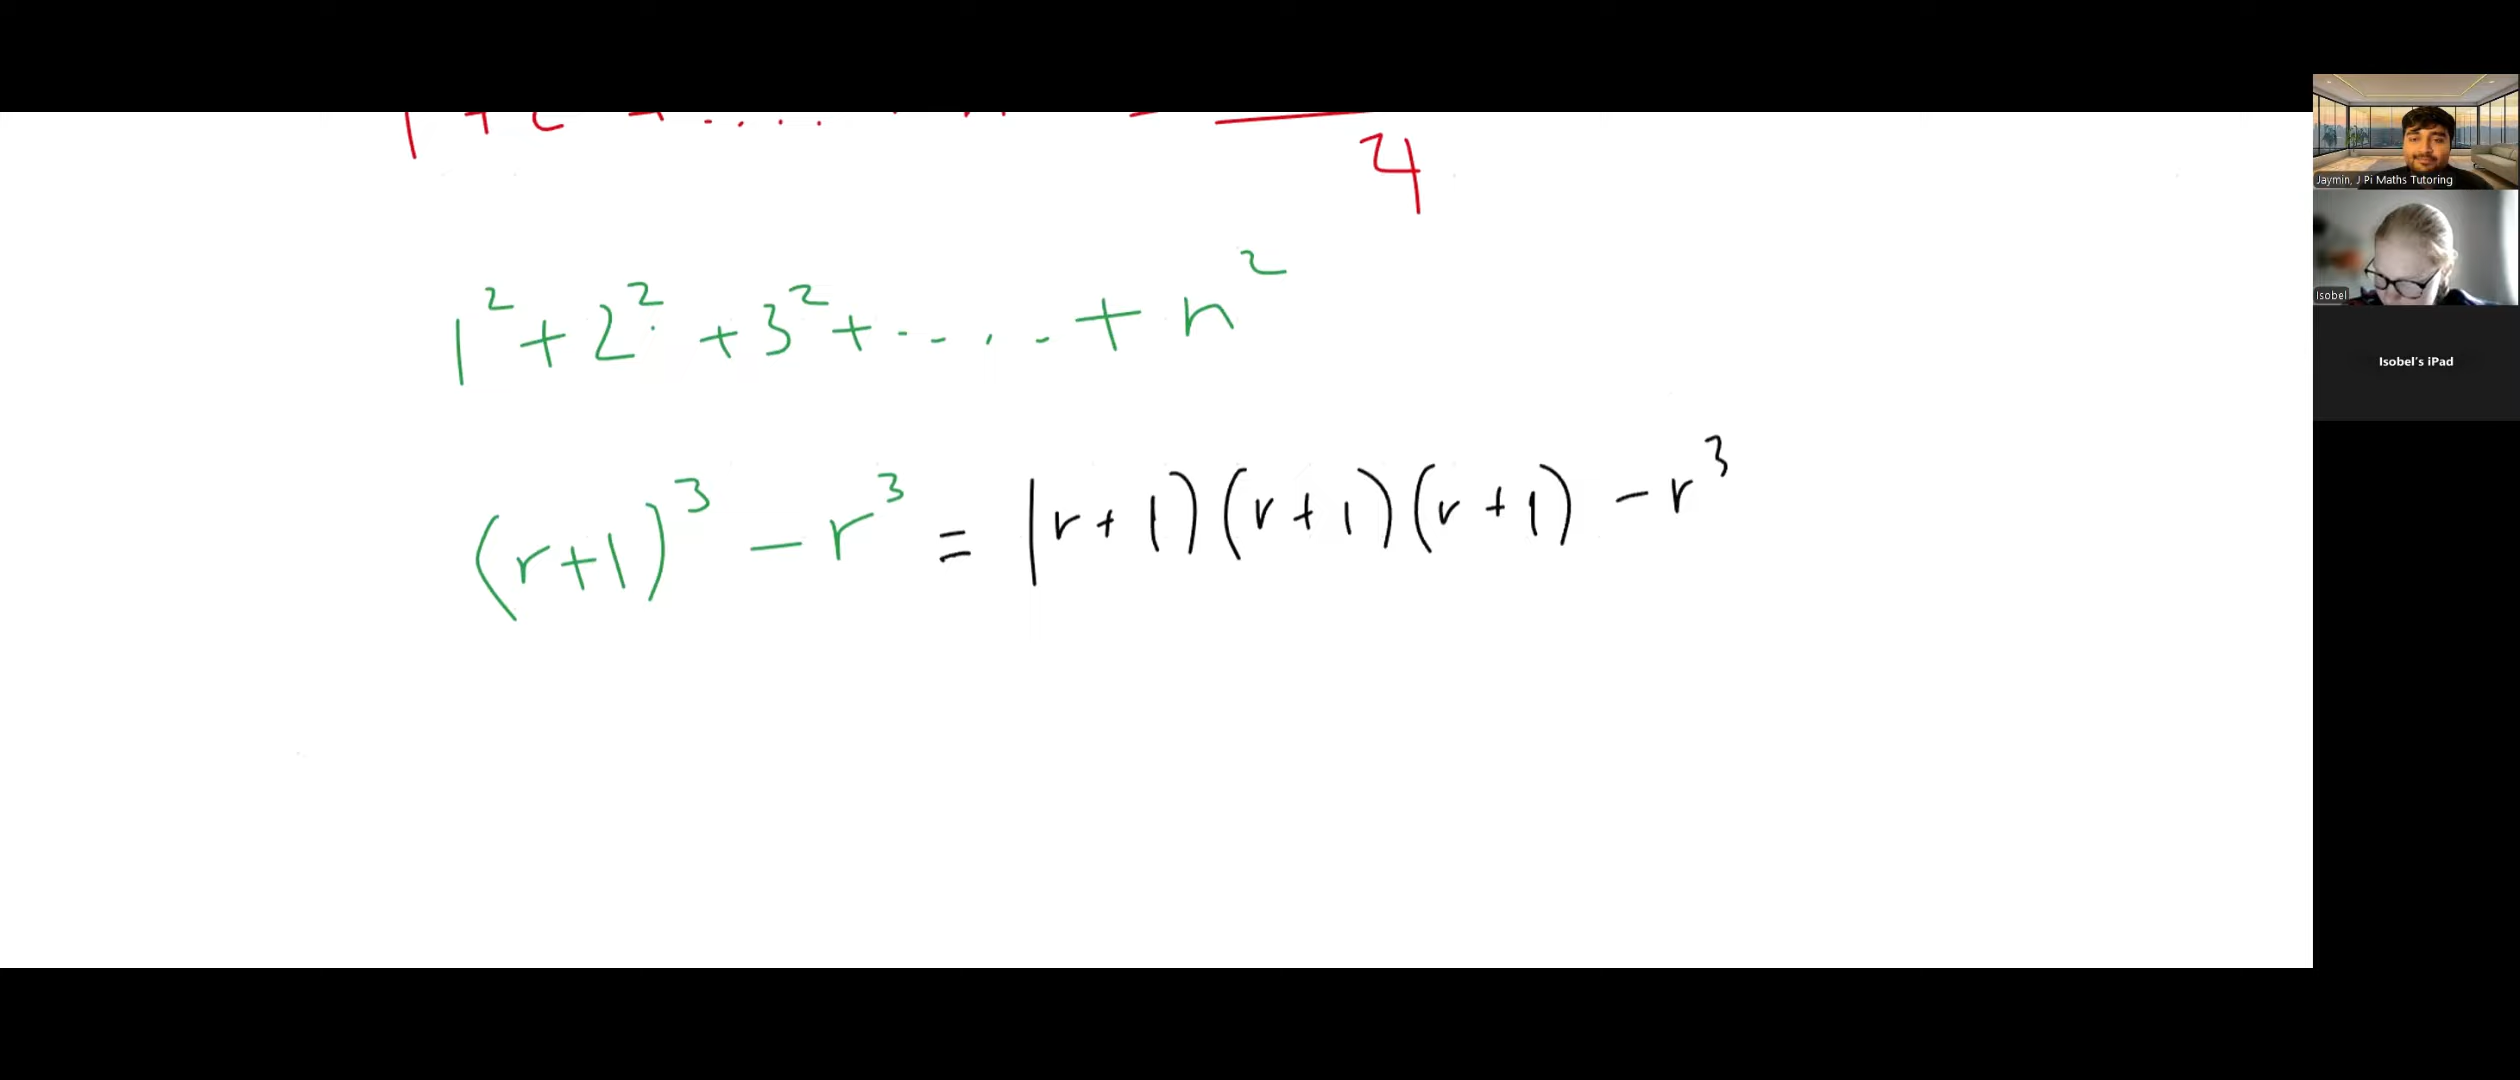 4
1² + 2² + 3² + ..... + n²
(r+1)³ - r³ = (r+1)(r+1)(r+1) - r³
Jaymin, J Pi Maths Tutoring
Isobel
Isobel's iPad